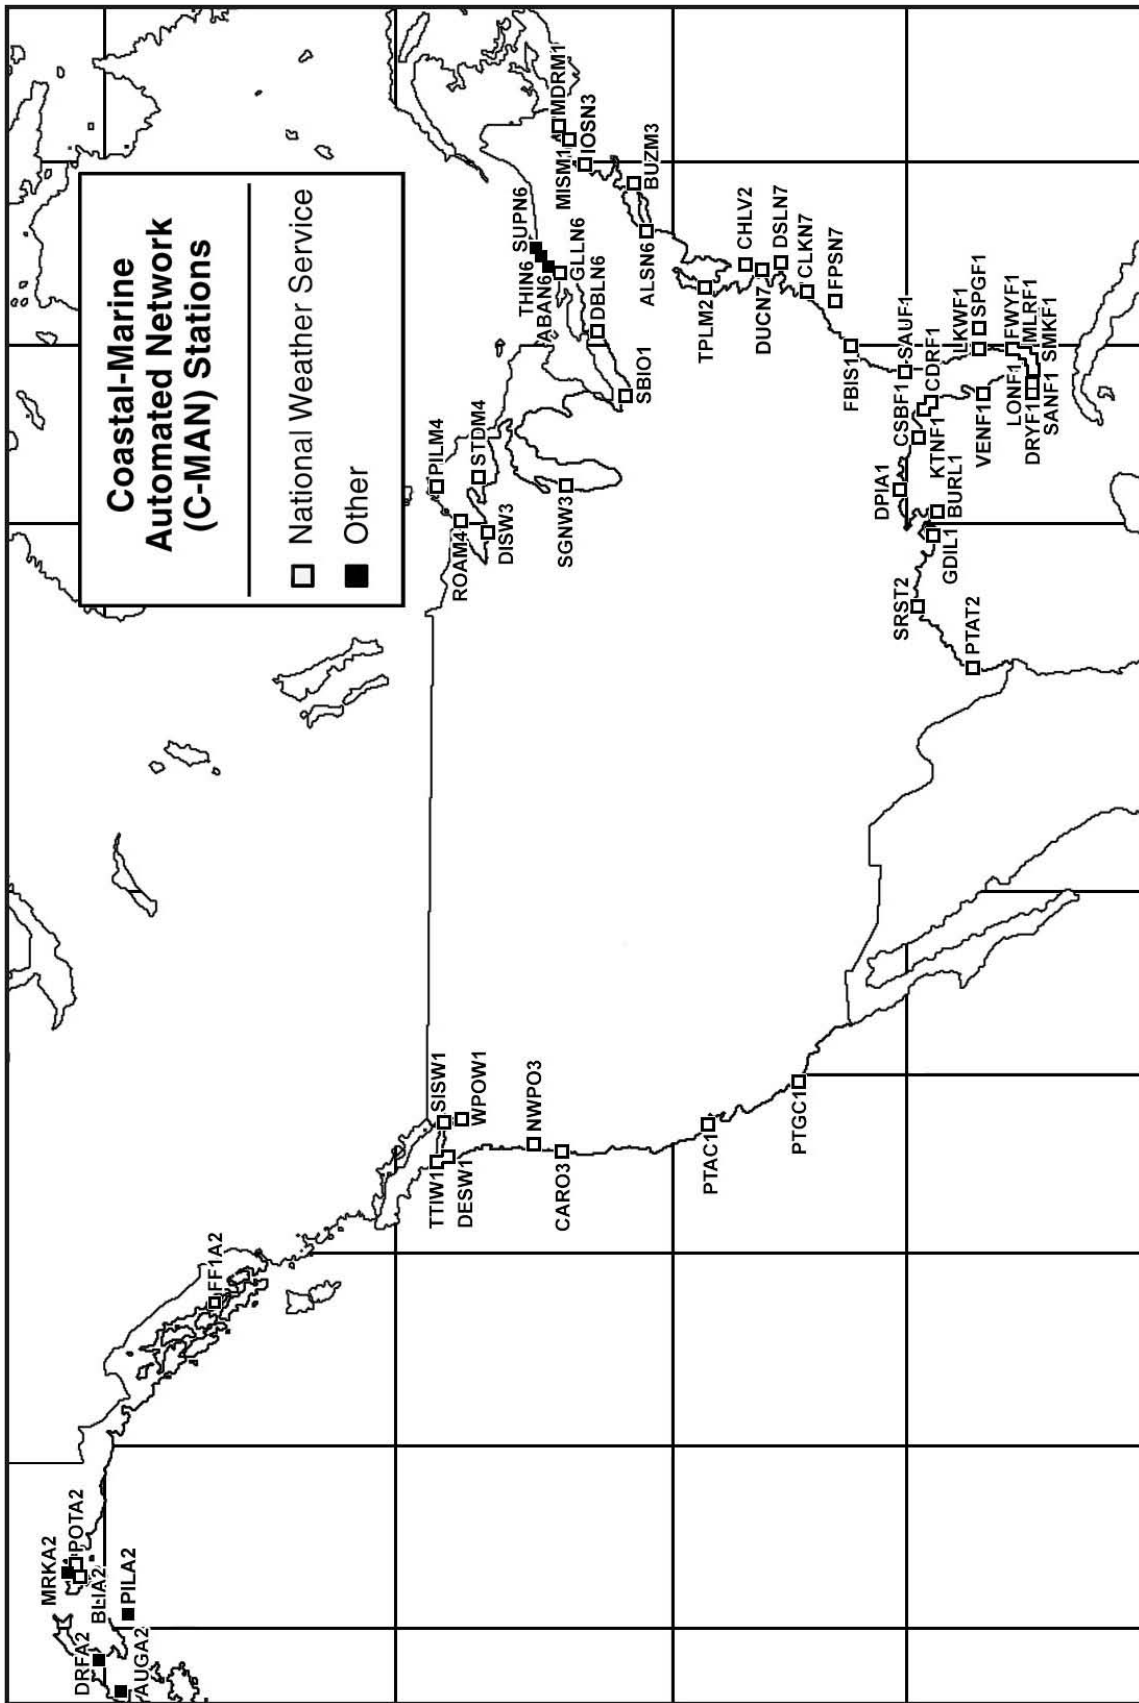 Coastal-Marine
Automated Network
(C-MAN) Stations
National Weather Service
Other
MRKA2
POTA2
BLIA2
PILA2
DRFA2
AUGA2
FFIA2
SISW1
WPOW1
TTIW1
DESW1
NWPO3
CARO3
PTAC1
PTGC1
PILM4
ROAM4
STDM4
DISW3
SGNW3
SUPN6
THIN6
ABAN6
GLLN6
DBLN6
SBIO1
MDRM1
MISM1
IOSN3
BUZM3
ALSN6
TPLM2
CHLV2
DUCN7
DSLN7
CLKN7
FPSN7
FBIS1
SAUF1
CDRF1
CSBF1
KTNF1
DPIA1
BURL1
GDIL1
SRST2
PTAT2
LKWF1
SPGF1
VENF1
FWYF1
MLRF1
SMKF1
LONF1
DRYF1
SANF1